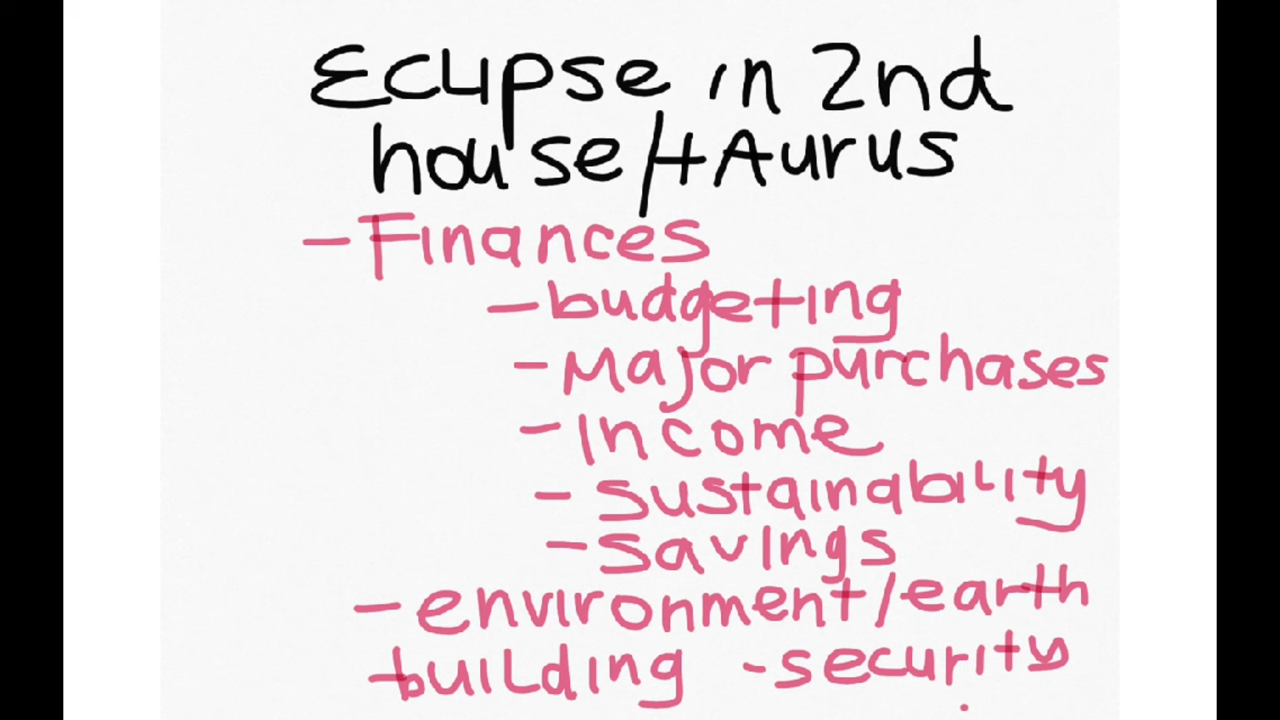 Eclipse in 2nd
house/tAurus
- Finances
- budgeting
- Major purchases
- Income
- sustainability
- savings
- environment/earth
-building - security